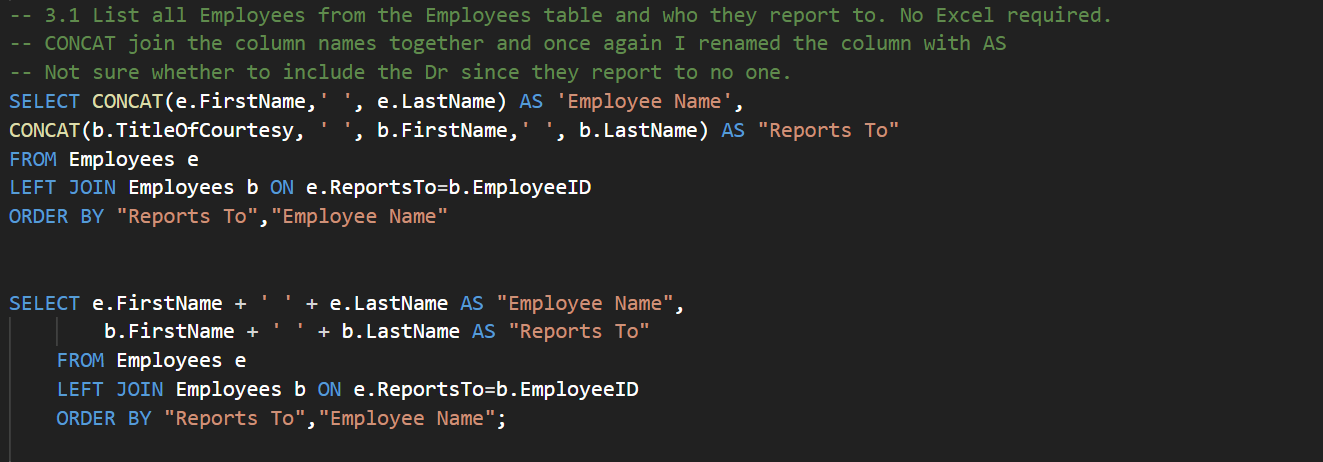 -- 3.1 List all Employees from the Employees table and who they report to. No Excel required.
-- CONCAT join the column names together and once again I renamed the column with AS
-- Not sure whether to include the Dr since they report to no one.
SELECT CONCAT(e.FirstName,' ', e.LastName) AS 'Employee Name',
CONCAT(b.TitleOfCourtesy, ' ', b.FirstName,' ', b.LastName) AS "Reports To"
FROM Employees e
LEFT JOIN Employees b ON e.ReportsTo=b.EmployeeID
ORDER BY "Reports To","Employee Name"
SELECT e.FirstName + ' ' + e.LastName AS "Employee Name",
b.FirstName + ' ' + b.LastName AS "Reports To"
FROM Employees e
LEFT JOIN Employees b ON e.ReportsTo=b.EmployeeID
ORDER BY "Reports To","Employee Name";